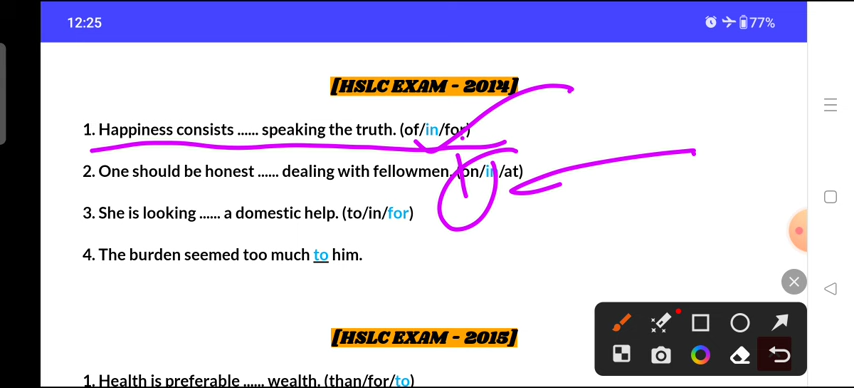 12:25
77%
[HSLC EXAM - 2014]
1. Happiness consists ...... speaking the truth. (of/in/for)
2. One should be honest ...... dealing with fellowmen. (on/in/at)
3. She is looking ...... a domestic help. (to/in/for)
4. The burden seemed too much to him.
[HSLC EXAM - 2015]
1. Health is preferable ...... wealth. (than/for/to)